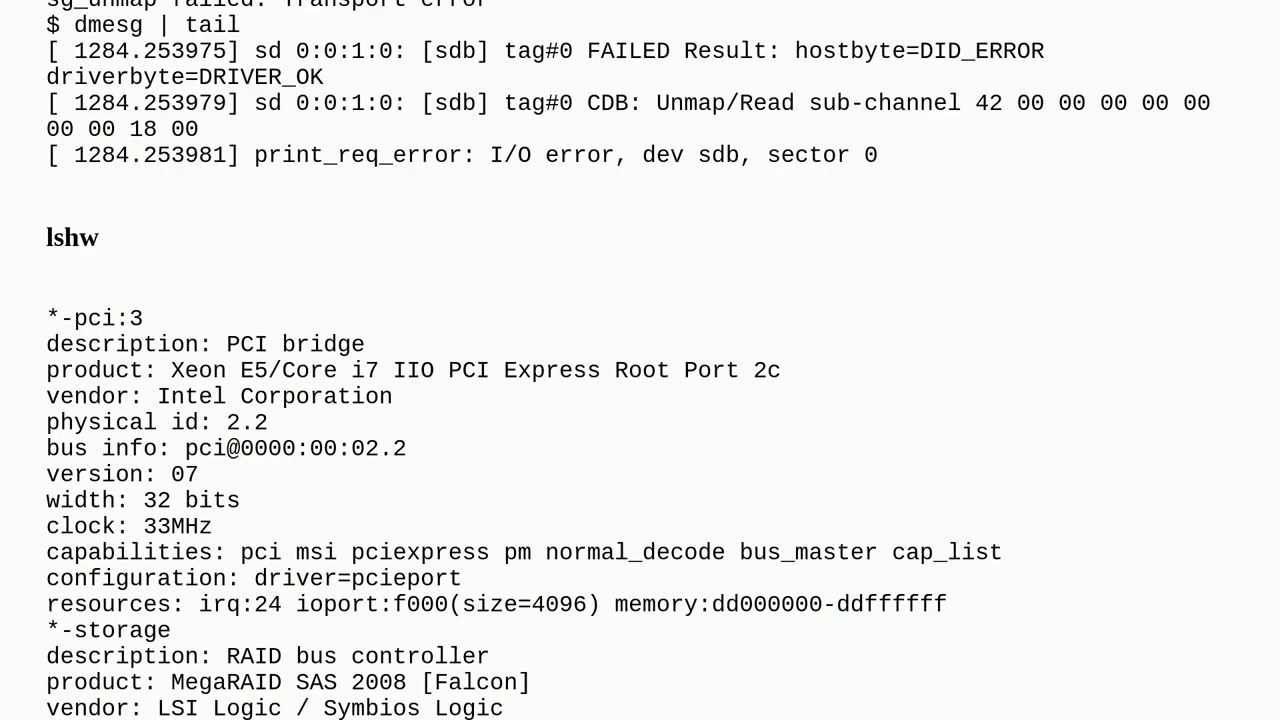 sg_unmap failed: Transport error
$ dmesg | tail
[ 1284.253975] sd 0:0:1:0: [sdb] tag#0 FAILED Result: hostbyte=DID_ERROR
driverbyte=DRIVER_OK
[ 1284.253979] sd 0:0:1:0: [sdb] tag#0 CDB: Unmap/Read sub-channel 42 00 00 00 00 00
00 00 18 00
[ 1284.253981] print_req_error: I/O error, dev sdb, sector 0
lshw
*-pci:3
description: PCI bridge
product: Xeon E5/Core i7 IIO PCI Express Root Port 2c
vendor: Intel Corporation
physical id: 2.2
bus info: pci@0000:00:02.2
version: 07
width: 32 bits
clock: 33MHz
capabilities: pci msi pciexpress pm normal_decode bus_master cap_list
configuration: driver=pcieport
resources: irq:24 ioport:f000(size=4096) memory:dd000000-ddffffff
*-storage
description: RAID bus controller
product: MegaRAID SAS 2008 [Falcon]
vendor: LSI Logic / Symbios Logic